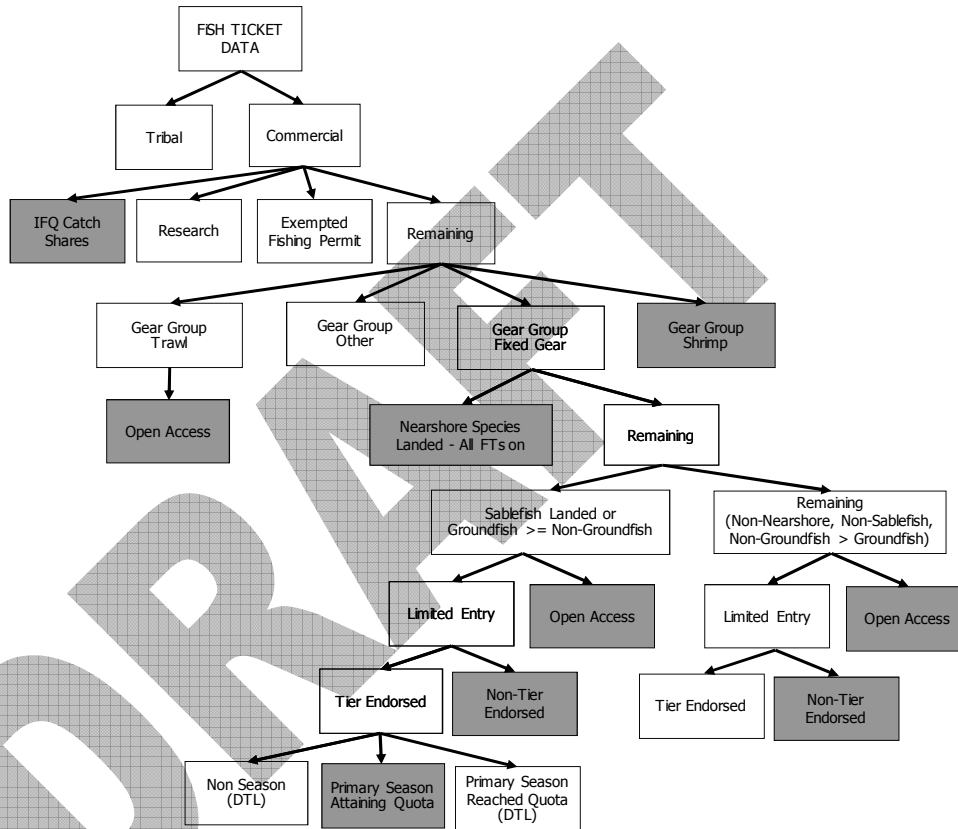 FISH TICKET
DATA
Tribal
Commercial
IFQ Catch
Shares
Research
Exempted
Fishing Permit
Remaining
Gear Group
Trawl
Gear Group
Other
Gear Group
Fixed Gear
Gear Group
Shrimp
Open Access
Nearshore Species
Landed - All FTs on
Remaining
Sablefish Landed or
Groundfish >= Non-Groundfish
Remaining
(Non-Nearshore, Non-Sablefish,
Non-Groundfish > Groundfish)
Limited Entry
Open Access
Limited Entry
Open Access
Tier Endorsed
Non-Tier
Endorsed
Tier Endorsed
Non-Tier
Endorsed
Non Season
(DTL)
Primary Season
Attaining Quota
Primary Season
Reached Quota
(DTL)
DRAFT